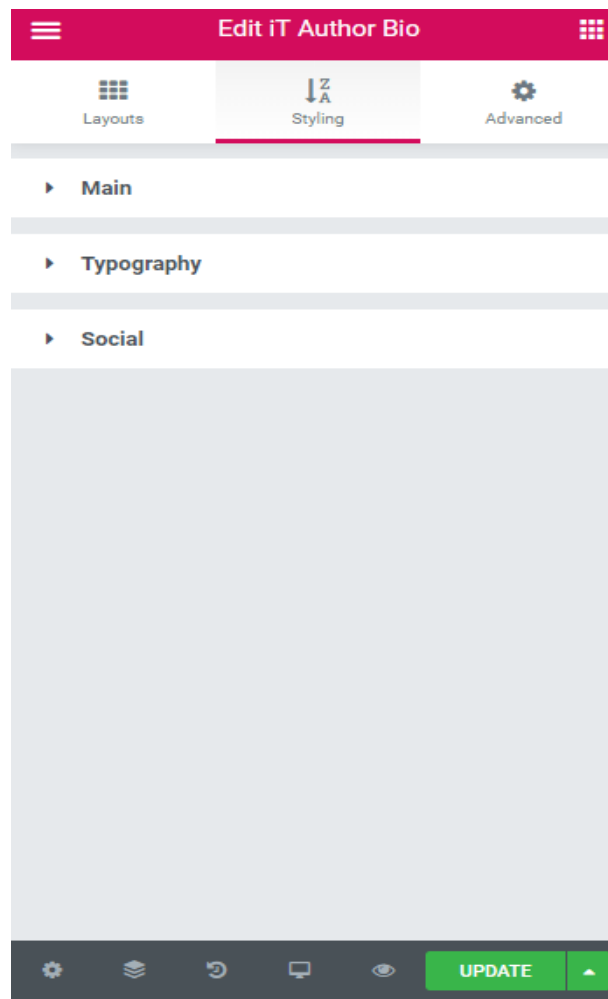 Edit iT Author Bio
Layouts
Styling
Advanced
Main
Typography
Social
UPDATE